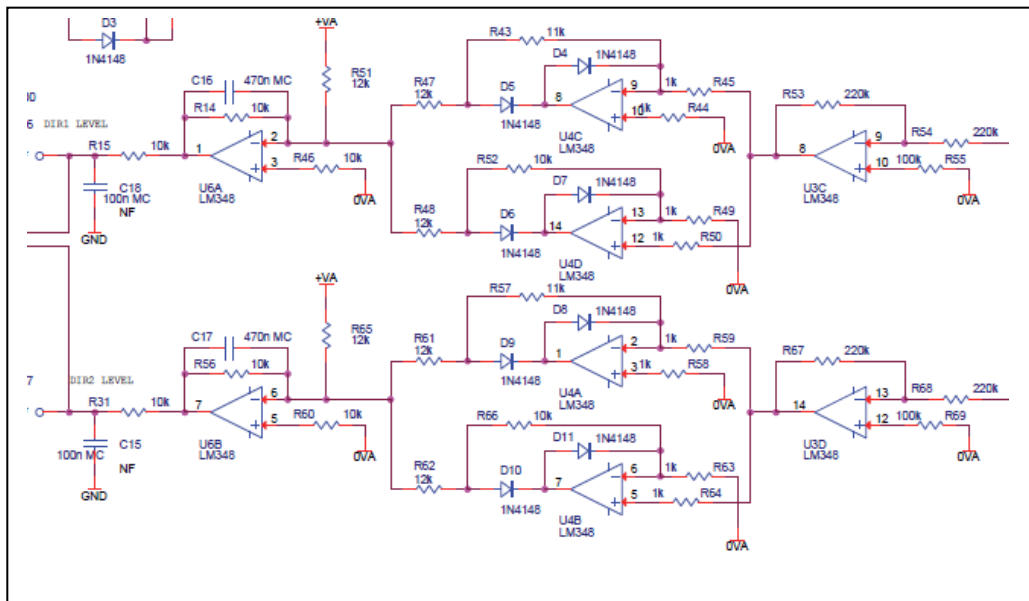 D3
1N4148
+VA
R51
12k
C16 470n MC
R14 10k
DIR1 LEVEL
R15 10k
C18
100n MC
NF
GND
1
2
3
U6A
LM348
R46 10k
0VA
R43 11k
D4
1N4148
R47
12k
D5
1N4148
8
9
10
1k R45
1k R44
U4C
LM348
0VA
R52 10k
D7
1N4148
R48
12k
D6
1N4148
14
13
12
1k R49
1k R50
U4D
LM348
0VA
R53 220k
8
9
10
R54 220k
100k R55
U3C
LM348
0VA
+VA
R65
12k
C17 470n MC
R56 10k
7 DIR2 LEVEL
R31 10k
C15
100n MC
NF
GND
7
6
5
U6B
LM348
R60 10k
0VA
R57 11k
D8
1N4148
R61
12k
D9
1N4148
1
2
3
1k R59
1k R58
U4A
LM348
0VA
R66 10k
D11
1N4148
R62
12k
D10
1N4148
7
6
5
1k R63
1k R64
U4B
LM348
0VA
R67 220k
14
13
12
R68 220k
100k R69
U3D
LM348
0VA